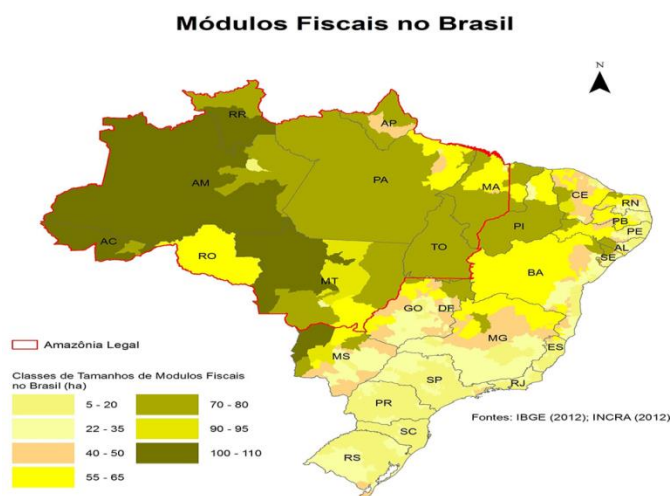 Módulos Fiscais no Brasil
N
RR
AP
AM
PA
MA
CE
RN
PB
PE
AL
SE
PI
AC
TO
RO
BA
MT
GO
DF
MG
ES
MS
SP
RJ
PR
SC
RS
Amazônia Legal
Classes de Tamanhos de Modulos Fiscais
no Brasil (ha)
5 - 20
70 - 80
22 - 35
90 - 95
40 - 50
100 - 110
55 - 65
Fontes: IBGE (2012); INCRA (2012)